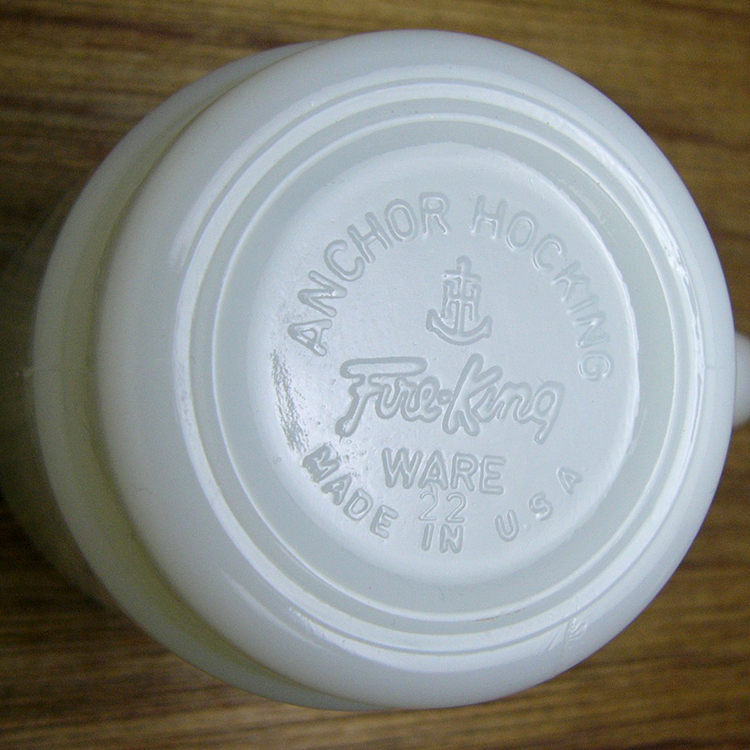 ANCHOR HOCKING
Fire-King
WARE
22
MADE IN U.S A